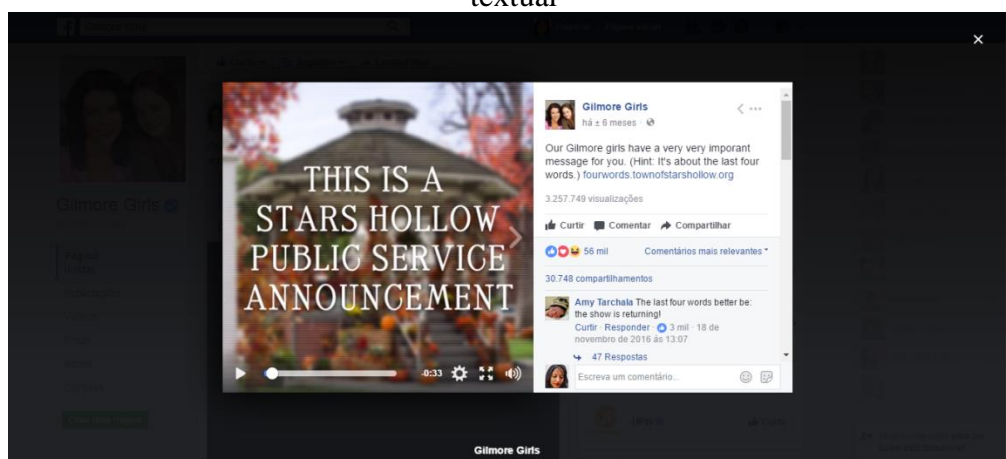 textual
Gilmore Girls
×
THIS IS A
STARS HOLLOW
PUBLIC SERVICE
ANNOUNCEMENT
-0:33
Gilmore Girls
há ± 6 meses
Our Gilmore girls have a very very imporant
message for you. (Hint: It's about the last four
words.) fourwords.townofstarshollow.org
3.257.749 visualizações
Curtir Comentar Compartilhar
56 mil Comentários mais relevantes
30.748 compartilhamentos
Amy Tarchala The last four words better be:
the show is returning!
Curtir · Responder · 3 mil · 18 de
novembro de 2016 às 13:07
47 Respostas
Escreva um comentário...
Gilmore Girls
Gilmore Girls